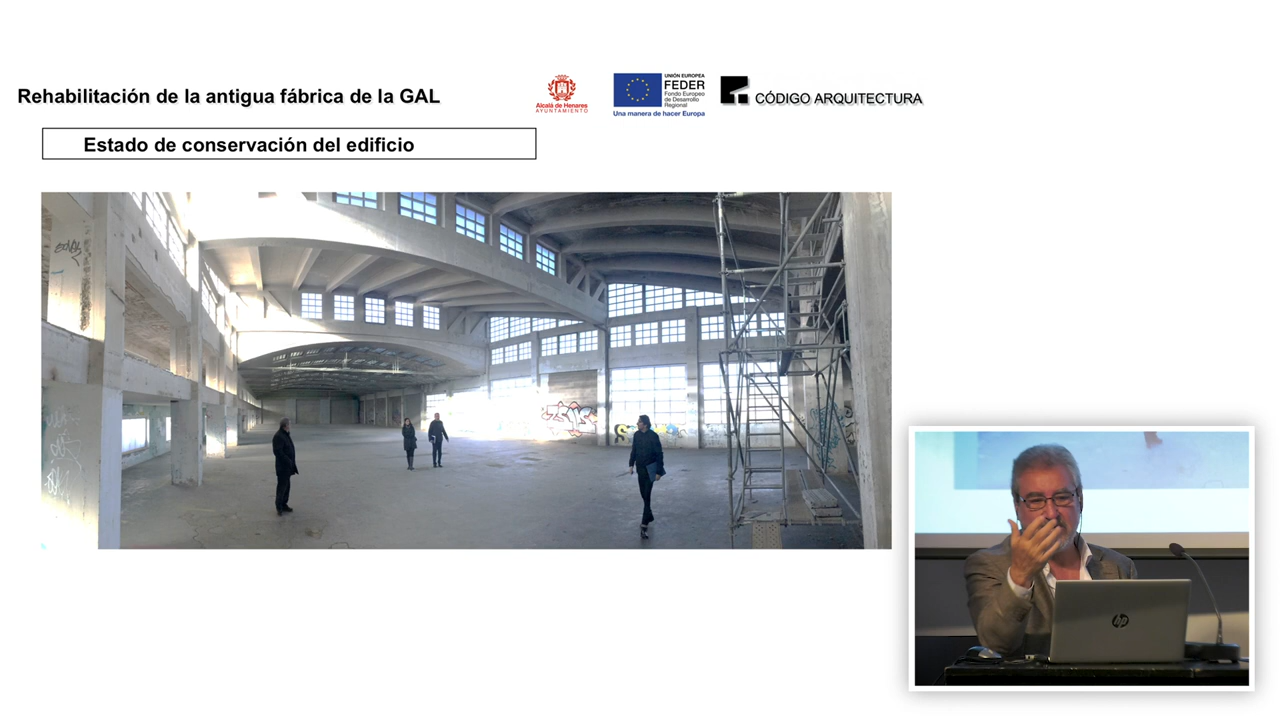 Rehabilitación de la antigua fábrica de la GAL
Alcalá de Henares
AYUNTAMIENTO
UNIÓN EUROPEA
FEDER
Fondo Europeo
de Desarrollo
Regional
Una manera de hacer Europa
CÓDIGO ARQUITECTURA
Estado de conservación del edificio
hp